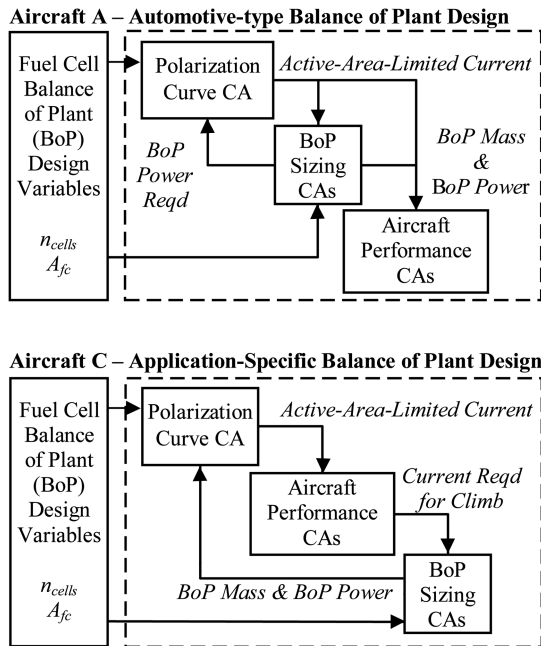 Aircraft A – Automotive-type Balance of Plant Design
Fuel Cell
Balance
of Plant
(BoP)
Design
Variables
n_cells
A_fc
Polarization
Curve CA
Active-Area-Limited Current
BoP
Power
Reqd
BoP
Sizing
CAs
BoP Mass
&
BoP Power
Aircraft
Performance
CAs
Aircraft C – Application-Specific Balance of Plant Design
Fuel Cell
Balance
of Plant
(BoP)
Design
Variables
n_cells
A_fc
Polarization
Curve CA
Active-Area-Limited Current
Aircraft
Performance
CAs
Current Reqd
for Climb
BoP Mass & BoP Power
BoP
Sizing
CAs